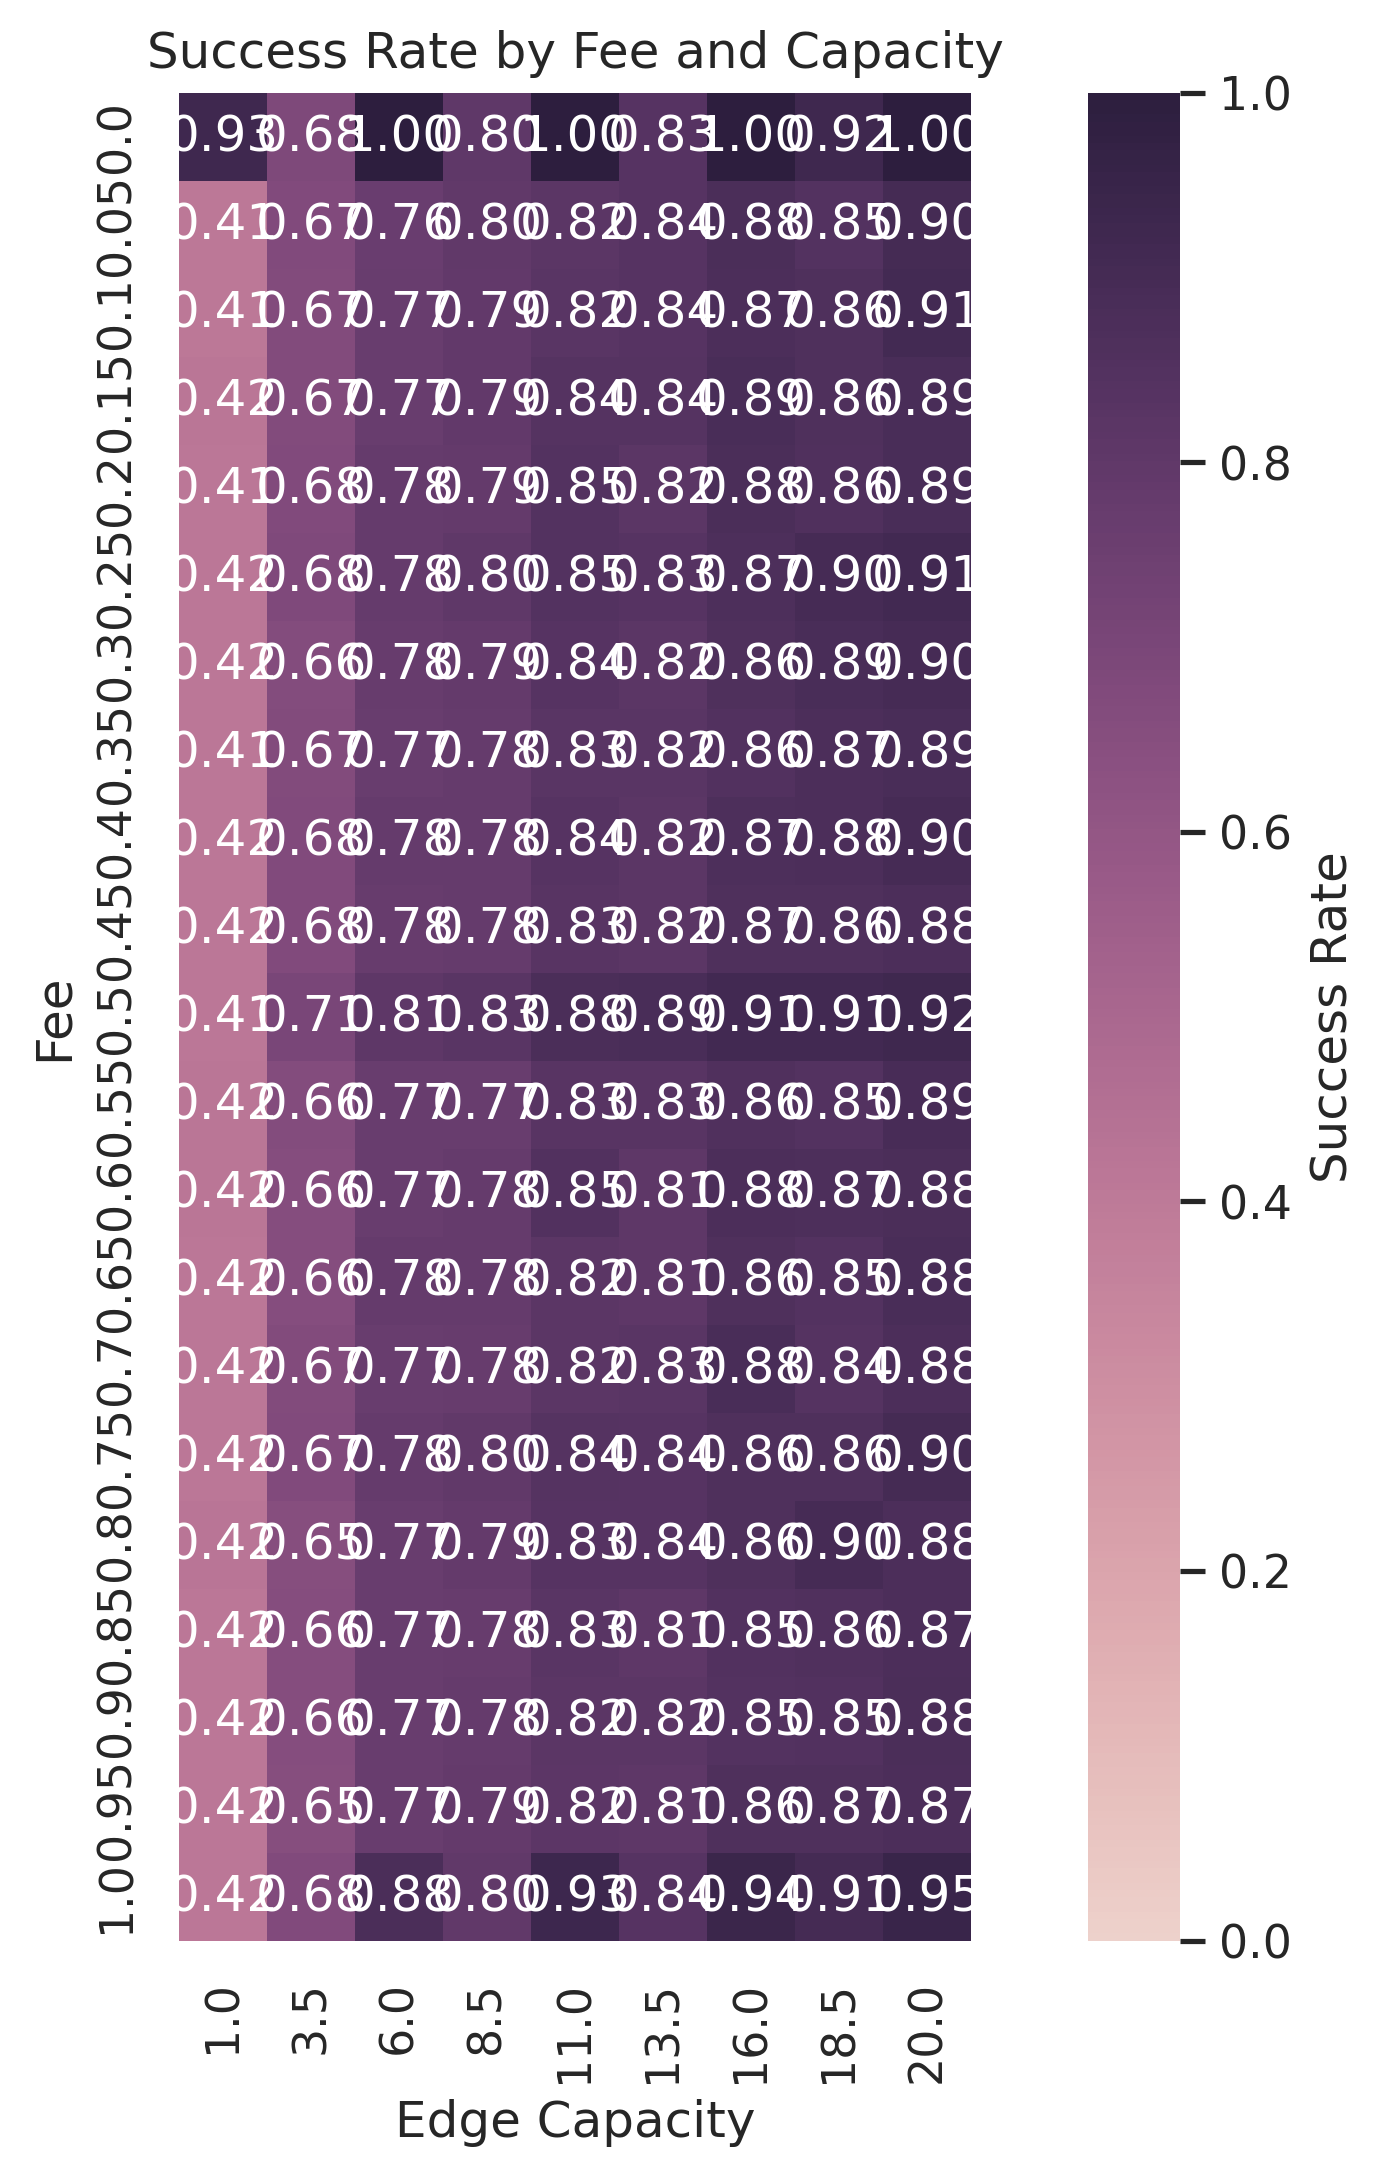 Success Rate by Fee and Capacity
Fee
0.0 0.93 0.68 1.00 0.80 1.00 0.83 1.00 0.92 1.00
0.05 0.41 0.67 0.76 0.80 0.82 0.84 0.88 0.85 0.90
0.1 0.41 0.67 0.77 0.79 0.82 0.84 0.87 0.86 0.91
0.15 0.42 0.67 0.77 0.79 0.84 0.84 0.89 0.86 0.89
0.2 0.41 0.68 0.78 0.79 0.85 0.82 0.88 0.86 0.89
0.25 0.42 0.68 0.78 0.80 0.85 0.83 0.87 0.90 0.91
0.3 0.42 0.66 0.78 0.79 0.84 0.82 0.86 0.89 0.90
0.35 0.41 0.67 0.77 0.78 0.83 0.82 0.86 0.87 0.89
0.4 0.42 0.68 0.78 0.78 0.84 0.82 0.87 0.88 0.90
0.45 0.42 0.68 0.78 0.78 0.83 0.82 0.87 0.86 0.88
0.5 0.41 0.71 0.81 0.83 0.88 0.89 0.91 0.91 0.92
0.55 0.42 0.66 0.77 0.77 0.83 0.83 0.86 0.85 0.89
0.6 0.42 0.66 0.77 0.78 0.85 0.81 0.88 0.87 0.88
0.65 0.42 0.66 0.78 0.78 0.82 0.81 0.86 0.85 0.88
0.7 0.42 0.67 0.77 0.78 0.82 0.83 0.88 0.84 0.88
0.75 0.42 0.67 0.78 0.80 0.84 0.84 0.86 0.86 0.90
0.8 0.42 0.65 0.77 0.79 0.83 0.84 0.86 0.90 0.88
0.85 0.42 0.66 0.77 0.78 0.83 0.81 0.85 0.86 0.87
0.9 0.42 0.66 0.77 0.78 0.82 0.82 0.85 0.85 0.88
0.95 0.42 0.65 0.77 0.79 0.82 0.81 0.86 0.87 0.87
1.0 0.42 0.68 0.88 0.80 0.93 0.84 0.94 0.91 0.95
1.0 3.5 6.0 8.5 11.0 13.5 16.0 18.5 20.0
Edge Capacity
1.0
0.8
0.6
0.4
0.2
0.0
Success Rate